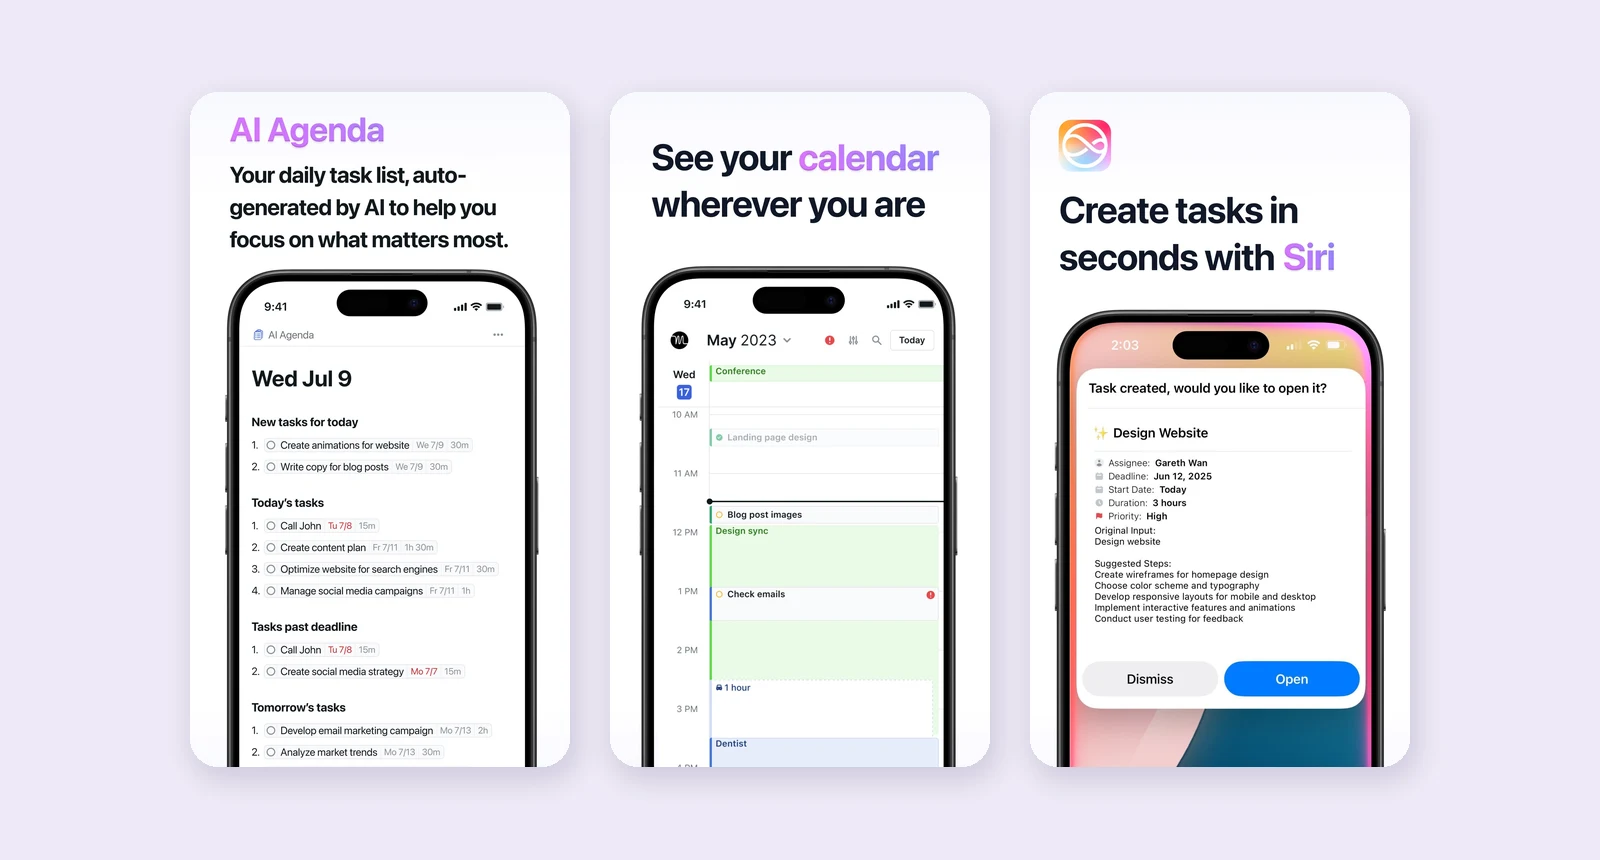 AI Agenda
Your daily task list, auto-
generated by AI to help you
focus on what matters most.
9:41
AI Agenda
Wed Jul 9
New tasks for today
1. Create animations for website We 7/9 30m
2. Write copy for blog posts We 7/9 30m
Today's tasks
1. Call John Tu 7/8 15m
2. Create content plan Fr 7/11 1h 30m
3. Optimize website for search engines Fr 7/11 30m
4. Manage social media campaigns Fr 7/11 1h
Tasks past deadline
1. Call John Tu 7/8 15m
2. Create social media strategy Mo 7/7 15m
Tomorrow's tasks
1. Develop email marketing campaign Mo 7/13 2h
2. Analyze market trends Mo 7/13 30m
See your calendar
wherever you are
9:41
May 2023 Today
Wed
17
Conference
10 AM
Landing page design
11 AM
Blog post images
12 PM
Design sync
1 PM
Check emails
2 PM
1 hour
3 PM
Dentist
Create tasks in
seconds with Siri
2:03
Task created, would you like to open it?
✨ Design Website
Assignee: Gareth Wan
Deadline: Jun 12, 2025
Start Date: Today
Duration: 3 hours
Priority: High
Original Input:
Design website
Suggested Steps:
Create wireframes for homepage design
Choose color scheme and typography
Develop responsive layouts for mobile and desktop
Implement interactive features and animations
Conduct user testing for feedback
Dismiss Open